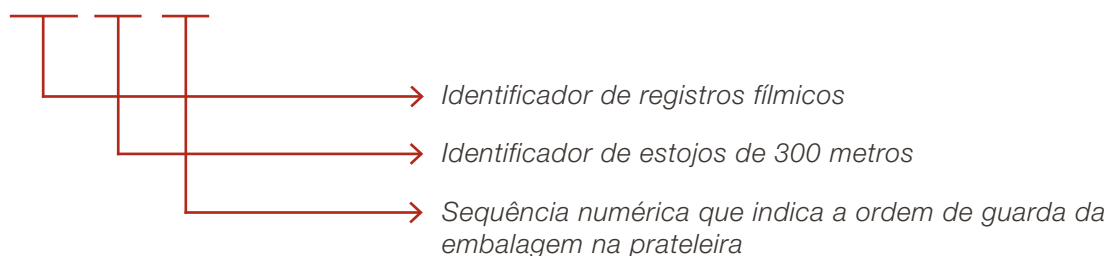 Identificador de registros fílmicos
Identificador de estojos de 300 metros
Sequência numérica que indica a ordem de guarda da
embalagem na prateleira